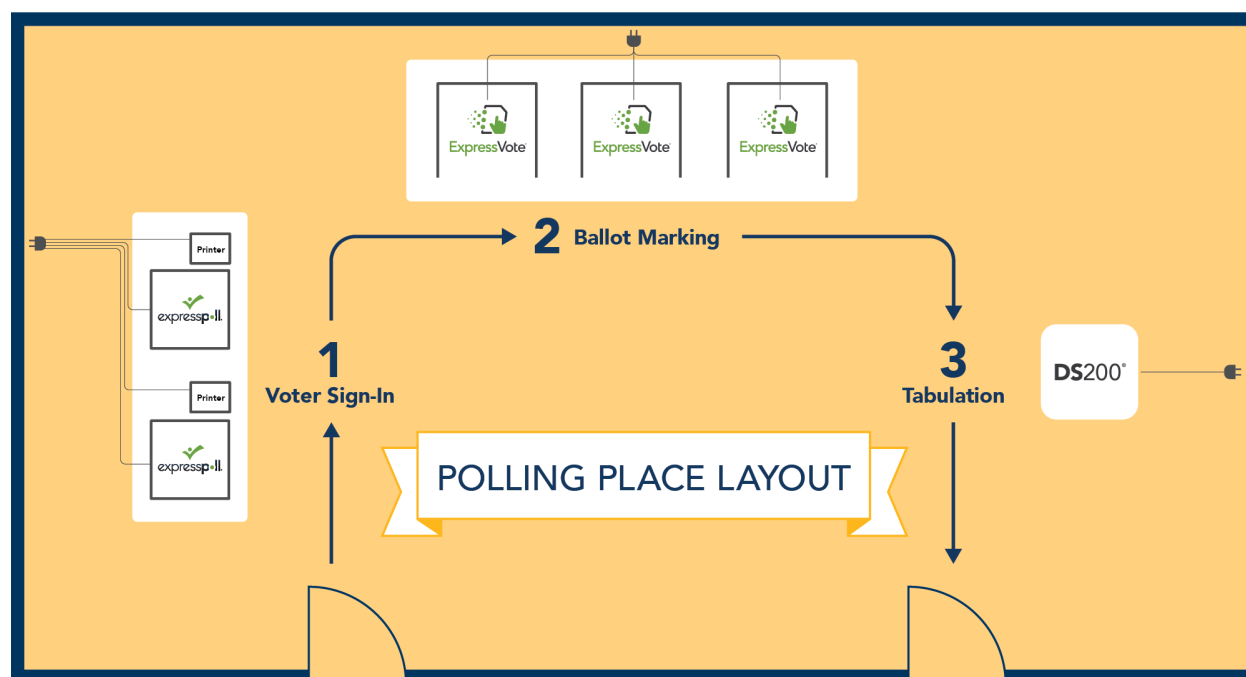 ExpressVote®
ExpressVote®
ExpressVote®
2 Ballot Marking
Printer
expresspoll.
Printer
expresspoll.
1
Voter Sign-In
3
Tabulation
DS200®
POLLING PLACE LAYOUT